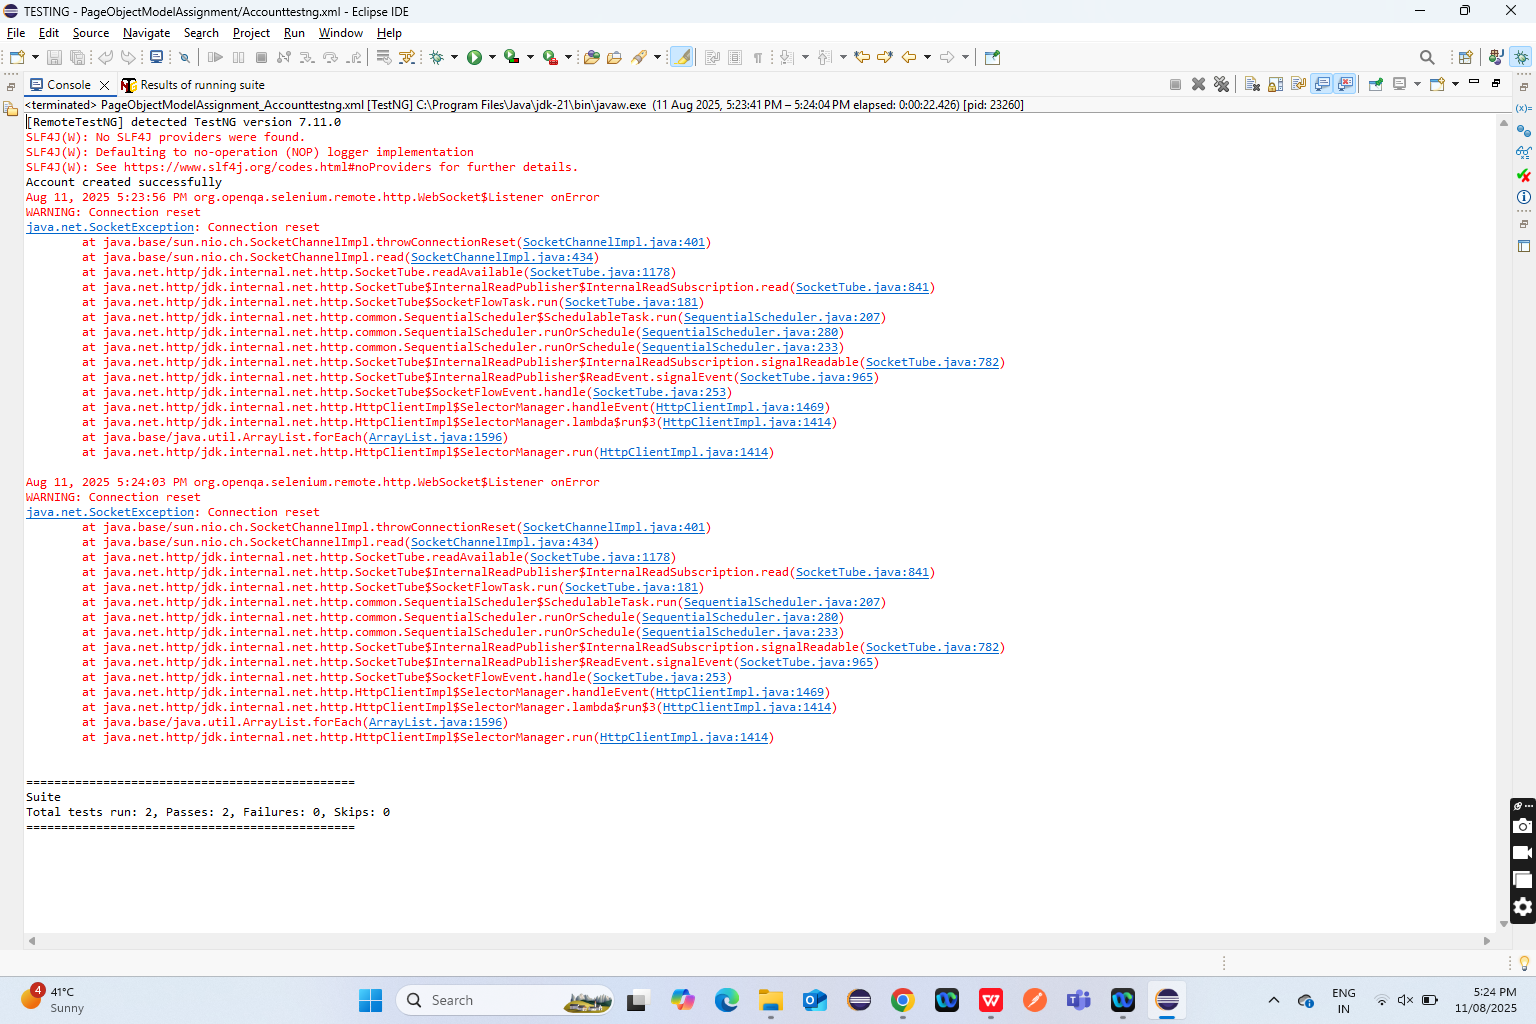 TESTING - PageObjectModelAssignment/Accounttestng.xml - Eclipse IDE
File Edit Source Navigate Search Project Run Window Help
Console Results of running suite
<terminated> PageObjectModelAssignment_Accounttestng.xml [TestNG] C:\Program Files\Java\jdk-21\bin\javaw.exe (11 Aug 2025, 5:23:41 PM – 5:24:04 PM elapsed: 0:00:22.426) [pid: 23260]
[RemoteTestNG] detected TestNG version 7.11.0
SLF4J(W): No SLF4J providers were found.
SLF4J(W): Defaulting to no-operation (NOP) logger implementation
SLF4J(W): See https://www.slf4j.org/codes.html#noProviders for further details.
Account created successfully
Aug 11, 2025 5:23:56 PM org.openqa.selenium.remote.http.WebSocket$Listener onError
WARNING: Connection reset
java.net.SocketException: Connection reset
at java.base/sun.nio.ch.SocketChannelImpl.throwConnectionReset(SocketChannelImpl.java:401)
at java.base/sun.nio.ch.SocketChannelImpl.read(SocketChannelImpl.java:434)
at java.net.http/jdk.internal.net.http.SocketTube.readAvailable(SocketTube.java:1178)
at java.net.http/jdk.internal.net.http.SocketTube$InternalReadPublisher$InternalReadSubscription.read(SocketTube.java:841)
at java.net.http/jdk.internal.net.http.SocketTube$SocketFlowTask.run(SocketTube.java:181)
at java.net.http/jdk.internal.net.http.common.SequentialScheduler$SchedulableTask.run(SequentialScheduler.java:207)
at java.net.http/jdk.internal.net.http.common.SequentialScheduler.runOrSchedule(SequentialScheduler.java:280)
at java.net.http/jdk.internal.net.http.common.SequentialScheduler.runOrSchedule(SequentialScheduler.java:233)
at java.net.http/jdk.internal.net.http.SocketTube$InternalReadPublisher$InternalReadSubscription.signalReadable(SocketTube.java:782)
at java.net.http/jdk.internal.net.http.SocketTube$InternalReadPublisher$ReadEvent.signalEvent(SocketTube.java:965)
at java.net.http/jdk.internal.net.http.SocketTube$SocketFlowEvent.handle(SocketTube.java:253)
at java.net.http/jdk.internal.net.http.HttpClientImpl$SelectorManager.handleEvent(HttpClientImpl.java:1469)
at java.net.http/jdk.internal.net.http.HttpClientImpl$SelectorManager.lambda$run$3(HttpClientImpl.java:1414)
at java.base/java.util.ArrayList.forEach(ArrayList.java:1596)
at java.net.http/jdk.internal.net.http.HttpClientImpl$SelectorManager.run(HttpClientImpl.java:1414)
Aug 11, 2025 5:24:03 PM org.openqa.selenium.remote.http.WebSocket$Listener onError
WARNING: Connection reset
java.net.SocketException: Connection reset
at java.base/sun.nio.ch.SocketChannelImpl.throwConnectionReset(SocketChannelImpl.java:401)
at java.base/sun.nio.ch.SocketChannelImpl.read(SocketChannelImpl.java:434)
at java.net.http/jdk.internal.net.http.SocketTube.readAvailable(SocketTube.java:1178)
at java.net.http/jdk.internal.net.http.SocketTube$InternalReadPublisher$InternalReadSubscription.read(SocketTube.java:841)
at java.net.http/jdk.internal.net.http.SocketTube$SocketFlowTask.run(SocketTube.java:181)
at java.net.http/jdk.internal.net.http.common.SequentialScheduler$SchedulableTask.run(SequentialScheduler.java:207)
at java.net.http/jdk.internal.net.http.common.SequentialScheduler.runOrSchedule(SequentialScheduler.java:280)
at java.net.http/jdk.internal.net.http.common.SequentialScheduler.runOrSchedule(SequentialScheduler.java:233)
at java.net.http/jdk.internal.net.http.SocketTube$InternalReadPublisher$InternalReadSubscription.signalReadable(SocketTube.java:782)
at java.net.http/jdk.internal.net.http.SocketTube$InternalReadPublisher$ReadEvent.signalEvent(SocketTube.java:965)
at java.net.http/jdk.internal.net.http.SocketTube$SocketFlowEvent.handle(SocketTube.java:253)
at java.net.http/jdk.internal.net.http.HttpClientImpl$SelectorManager.handleEvent(HttpClientImpl.java:1469)
at java.net.http/jdk.internal.net.http.HttpClientImpl$SelectorManager.lambda$run$3(HttpClientImpl.java:1414)
at java.base/java.util.ArrayList.forEach(ArrayList.java:1596)
at java.net.http/jdk.internal.net.http.HttpClientImpl$SelectorManager.run(HttpClientImpl.java:1414)
===============================================
Suite
Total tests run: 2, Passes: 2, Failures: 0, Skips: 0
===============================================
4 41°C
Sunny
Search
ENG
IN
5:24 PM
11/08/2025